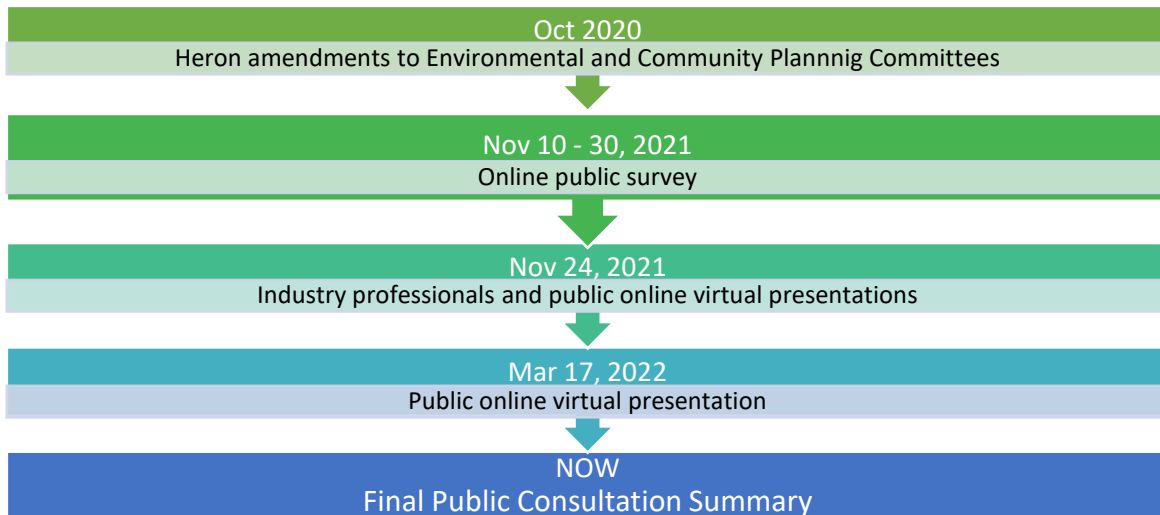 Oct 2020
Heron amendments to Environmental and Community Plannnig Committees
Nov 10 - 30, 2021
Online public survey
Nov 24, 2021
Industry professionals and public online virtual presentations
Mar 17, 2022
Public online virtual presentation
NOW
Final Public Consultation Summary